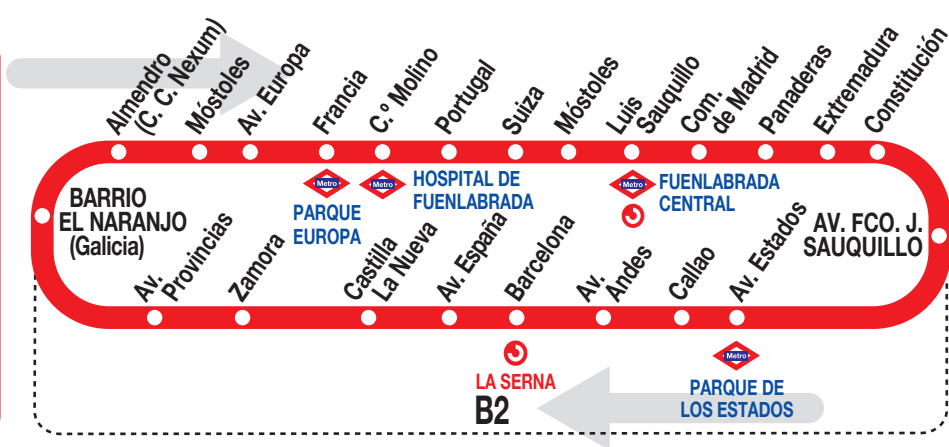 Almendro
(C. C. Nexum)
Móstoles
Av. Europa
Francia
C.º Molino
Portugal
Suiza
Móstoles
Luis
Sauquillo
Com.
de Madrid
Panaderas
Extremadura
Constitución
Metro
PARQUE
EUROPA
Metro
HOSPITAL DE
FUENLABRADA
Metro
FUENLABRADA
CENTRAL
BARRIO
EL NARANJO
(Galicia)
AV. FCO. J.
SAUQUILLO
Av.
Provincias
Zamora
Castilla
La Nueva
Av. España
Barcelona
Av.
Andes
Callao
Av. Estados
LA SERNA
B2
Metro
PARQUE DE
LOS ESTADOS